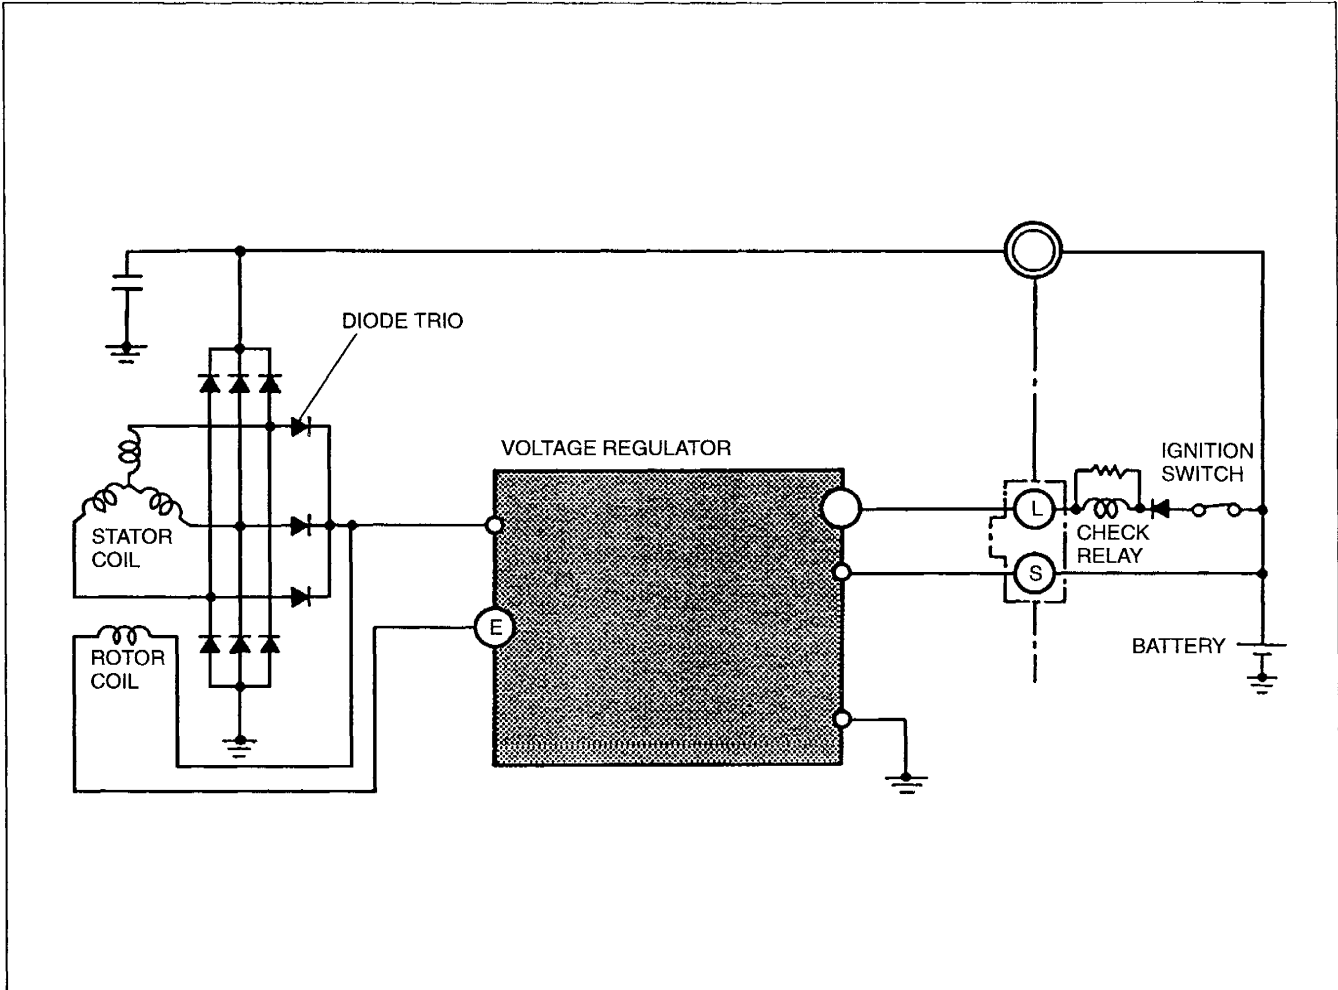 DIODE TRIO
VOLTAGE REGULATOR
IGNITION
SWITCH
L
STATOR
COIL
CHECK
RELAY
S
E
ROTOR
COIL
BATTERY